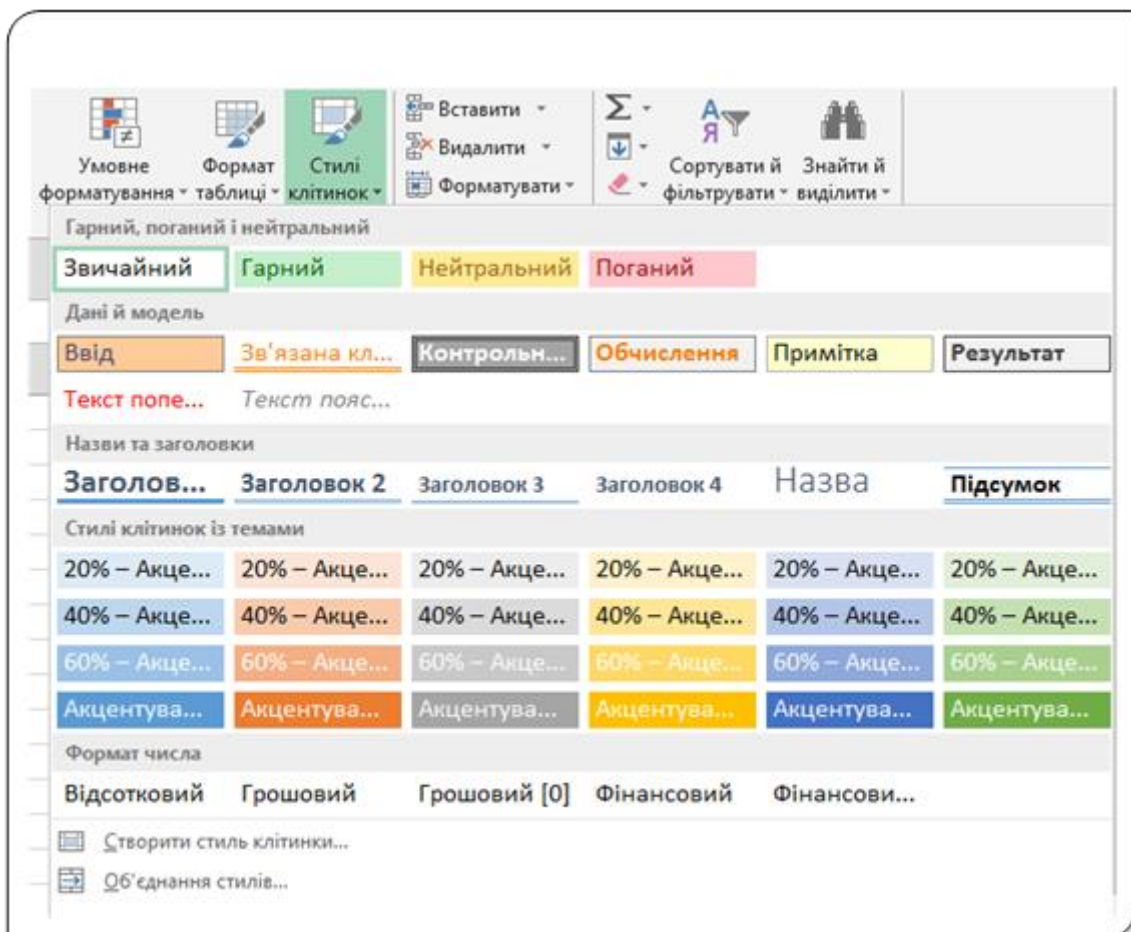 Умовне форматування
Формат таблиці
Стилі клітинок
Вставити
Видалити
Форматувати
Сортувати й фільтрувати
Знайти й виділити
Гарний, поганий і нейтральний
Звичайний Гарний Нейтральний Поганий
Дані й модель
Ввід Зв'язана кл... Контрольн... Обчислення Примітка Результат
Текст попе... Текст пояс...
Назви та заголовки
Заголов... Заголовок 2 Заголовок 3 Заголовок 4 Назва Підсумок
Стилі клітинок із темами
20% – Акце... 20% – Акце... 20% – Акце... 20% – Акце... 20% – Акце... 20% – Акце...
40% – Акце... 40% – Акце... 40% – Акце... 40% – Акце... 40% – Акце... 40% – Акце...
60% – Акце... 60% – Акце... 60% – Акце... 60% – Акце... 60% – Акце... 60% – Акце...
Акцентува... Акцентува... Акцентува... Акцентува... Акцентува... Акцентува...
Формат числа
Відсотковий Грошовий Грошовий [0] Фінансовий Фінансови...
Створити стиль клітинки...
Об'єднання стилів...